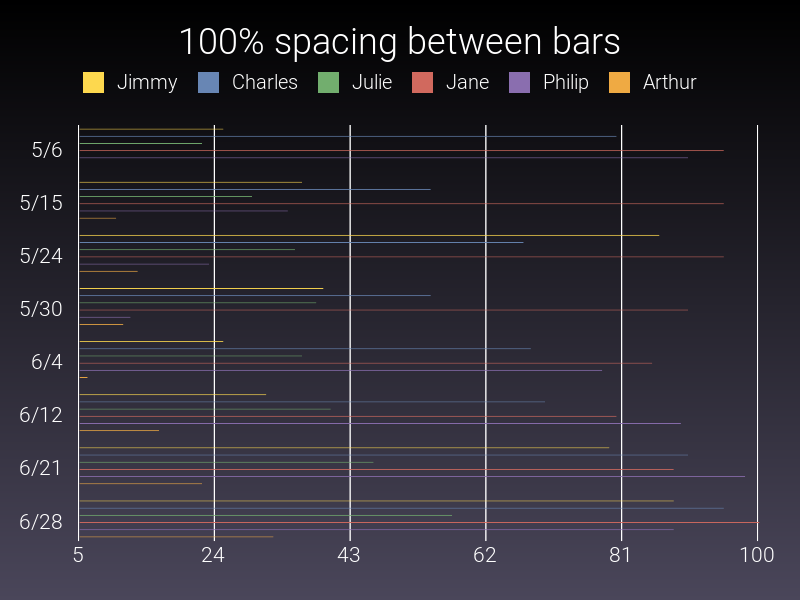 100% spacing between bars
Jimmy Charles Julie Jane Philip Arthur
5/6
5/15
5/24
5/30
6/4
6/12
6/21
6/28
5 24 43 62 81 100